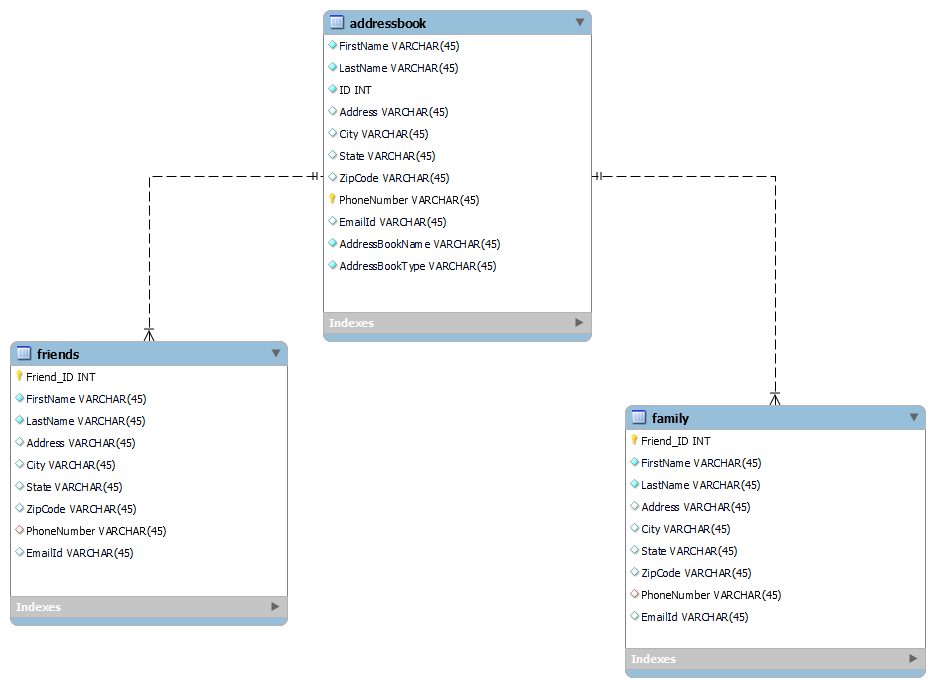 addressbook
FirstName VARCHAR(45)
LastName VARCHAR(45)
ID INT
Address VARCHAR(45)
City VARCHAR(45)
State VARCHAR(45)
ZipCode VARCHAR(45)
PhoneNumber VARCHAR(45)
EmailId VARCHAR(45)
AddressBookName VARCHAR(45)
AddressBookType VARCHAR(45)
Indexes
friends
Friend_ID INT
FirstName VARCHAR(45)
LastName VARCHAR(45)
Address VARCHAR(45)
City VARCHAR(45)
State VARCHAR(45)
ZipCode VARCHAR(45)
PhoneNumber VARCHAR(45)
EmailId VARCHAR(45)
Indexes
family
Friend_ID INT
FirstName VARCHAR(45)
LastName VARCHAR(45)
Address VARCHAR(45)
City VARCHAR(45)
State VARCHAR(45)
ZipCode VARCHAR(45)
PhoneNumber VARCHAR(45)
EmailId VARCHAR(45)
Indexes